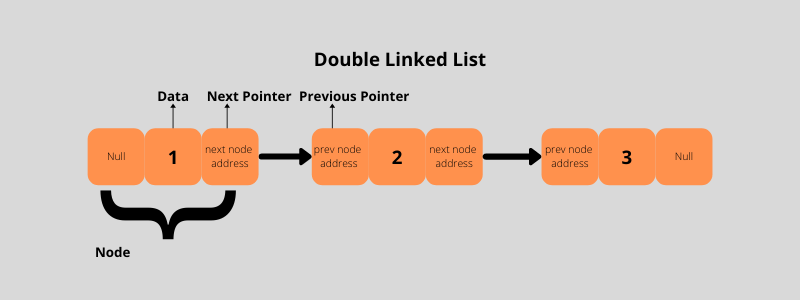 Double Linked List
Data
Next Pointer
Previous Pointer
Null
1
next node
address
prev node
address
2
next node
address
prev node
address
3
Null
Node